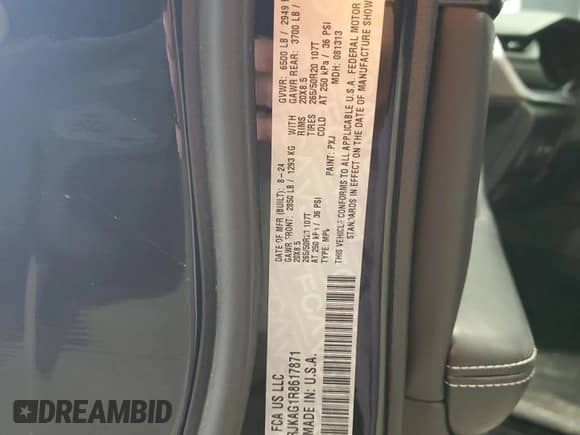 FCA US LLC
DATE OF MFR (BUILT): 8-24
GVWR: 6500 LB / 2949
GAWR FRONT: 2850 LB / 1293 KG WITH
GAWR REAR: 3700 LB /
20X8.5 RIMS 20X8.5
265/50R20 107T TIRES 265/50R20 107T
AT 250 kPa / 36 PSI COLD AT 250 kPa / 36 PSI
TYPE: MPV PAINT: PXJ MDH: 081313
THIS VEHICLE CONFORMS TO ALL APPLICABLE U.S.A. FEDERAL MOTOR
STANDARDS IN EFFECT ON THE DATE OF MANUFACTURE SHOW
RJKAG1R8617871
MADE IN: U.S.A.
DREAMBID